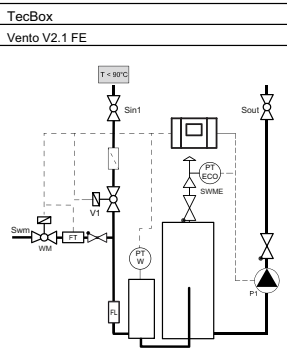 TecBox
Vento V2.1 FE
T < 90°C
Sin1
Sout
PT
ECO
SWME
V1
Swm
FT
WM
PT
W
P1
FL